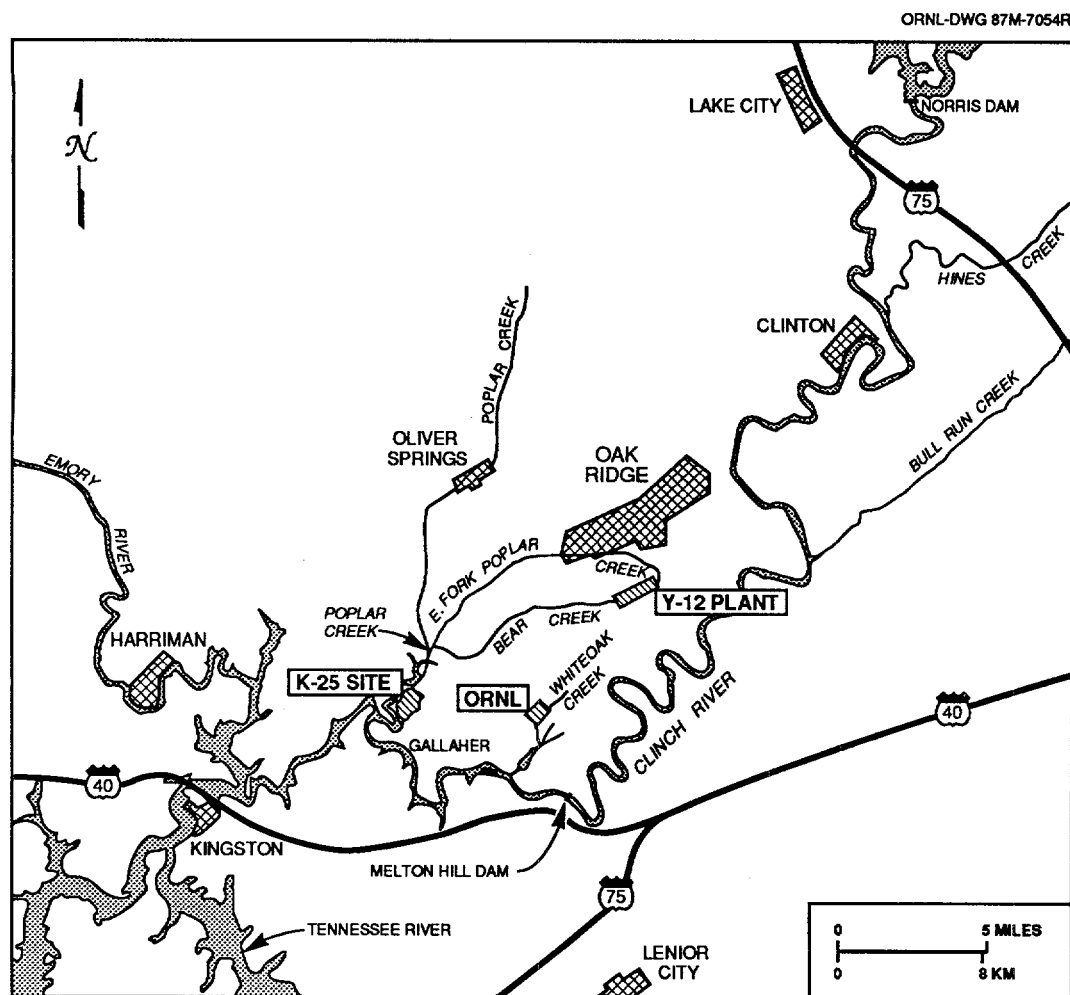 ORNL-DWG 87M-7054R
N
LAKE CITY
NORRIS DAM
75
HINES
CREEK
CLINTON
POPLAR CREEK
BULL RUN CREEK
OLIVER
SPRINGS
OAK
RIDGE
EMORY
RIVER
E. FORK POPLAR
CREEK
Y-12 PLANT
BEAR
CREEK
POPLAR
CREEK
HARRIMAN
K-25 SITE
ORNL
WHITEOAK
CREEK
GALLAHER
CLINCH RIVER
40
40
KINGSTON
MELTON HILL DAM
75
TENNESSEE RIVER
LENIOR
CITY
0
5 MILES
0
8 KM